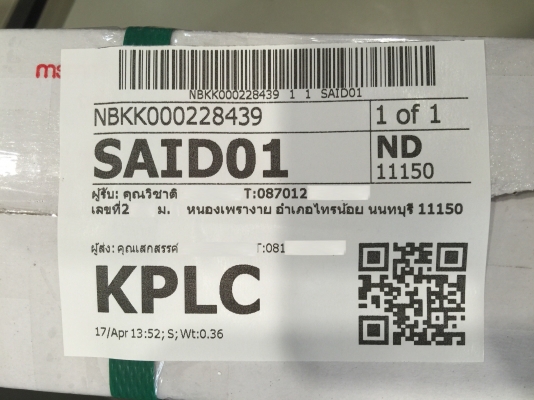 NBKK000228439 1 1 SAID01
NBKK000228439 1 of 1
SAID01 ND
11150
ผู้รับ: คุณวิชาติ T:087012
เลขที่2 ม. หนองเพรางาย อำเภอไทรน้อย นนทบุรี 11150
ผู้ส่ง: คุณเสกสรรค์ T:081
KPLC
17/Apr 13:52; S; Wt:0.36